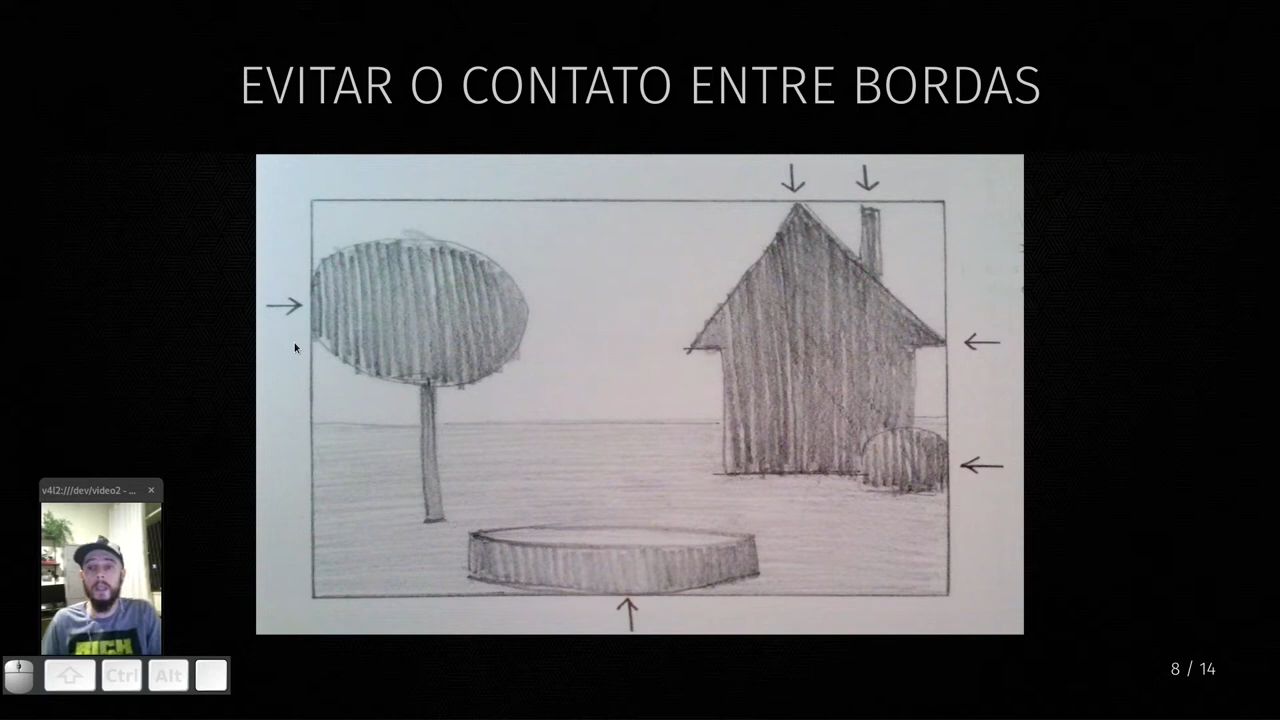 EVITAR O CONTATO ENTRE BORDAS
v4l2:///dev/video2 - ...
Ctrl
Alt
8 / 14